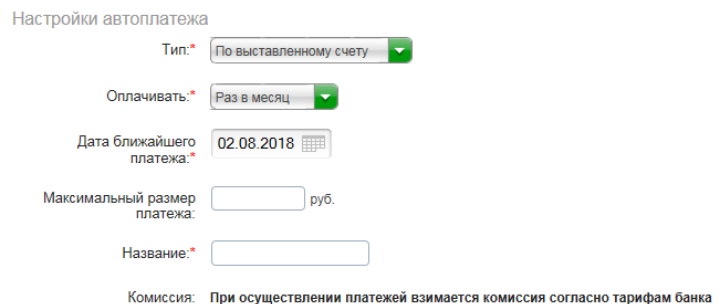 Настройки автоплатежа
Тип:* По выставленному счету
Оплачивать:* Раз в месяц
Дата ближайшего
платежа:* 02.08.2018
Максимальный размер
платежа: руб.
Название:*
Комиссия: При осуществлении платежей взимается комиссия согласно тарифам банка